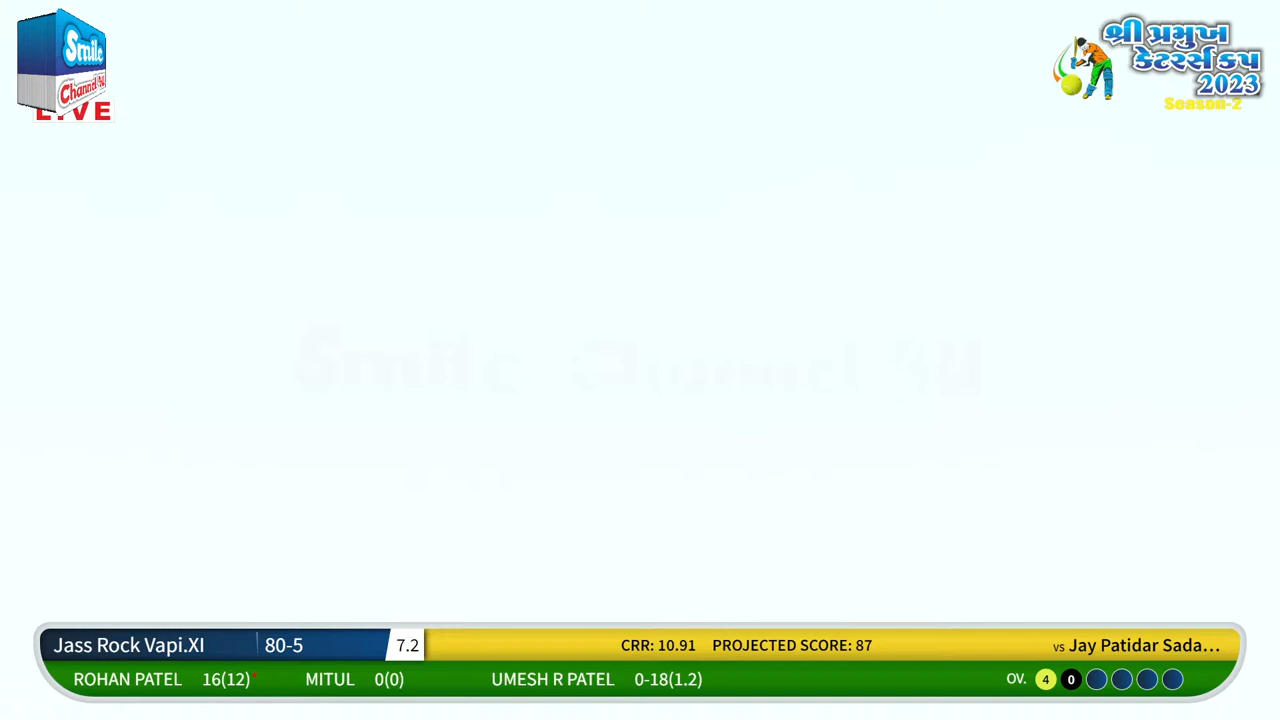 Smile
Channel
LIVE
શ્રી પ્રમુખ
કેટરર્સ કપ
2023
Season-2
Jass Rock Vapi.XI 80-5 7.2 CRR: 10.91 PROJECTED SCORE: 87 vs Jay Patidar Sada...
ROHAN PATEL 16(12)* MITUL 0(0) UMESH R PATEL 0-18(1.2) OV. 4 0